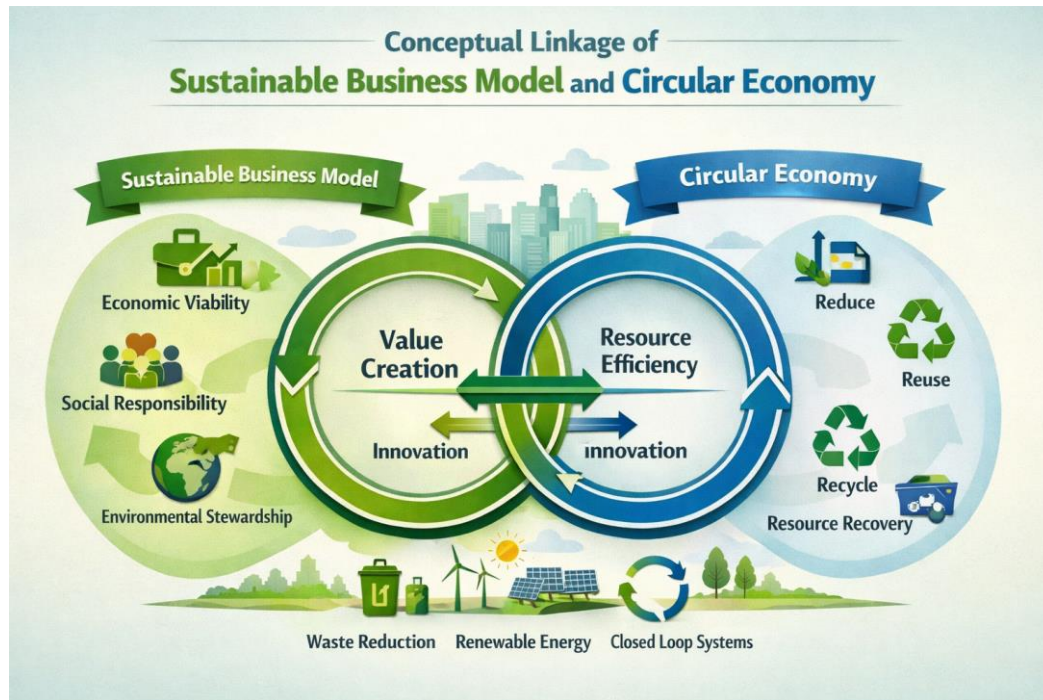 Conceptual Linkage of
Sustainable Business Model and Circular Economy
Sustainable Business Model
Circular Economy
Economic Viability
Social Responsibility
Environmental Stewardship
Value
Creation
Innovation
Resource
Efficiency
innovation
Reduce
Reuse
Recycle
Resource Recovery
Waste Reduction
Renewable Energy
Closed Loop Systems